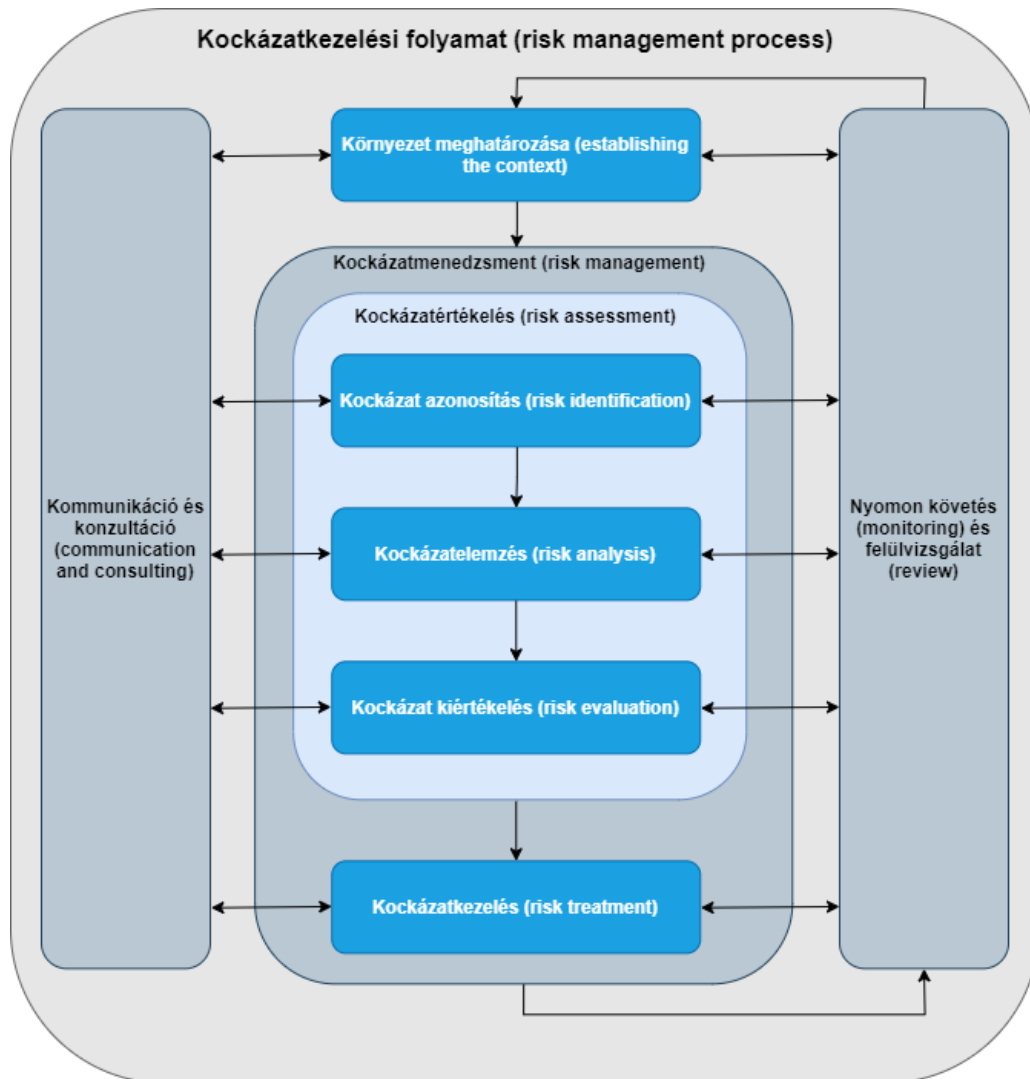 Kockázatkezelési folyamat (risk management process)
Környezet meghatározása (establishing
the context)
Kockázatmenedzsment (risk management)
Kockázatértékelés (risk assessment)
Kockázat azonosítás (risk identification)
Kommunikáció és
konzultáció
(communication
and consulting)
Kockázatelemzés (risk analysis)
Nyomon követés
(monitoring) és
felülvizsgálat
(review)
Kockázat kiértékelés (risk evaluation)
Kockázatkezelés (risk treatment)